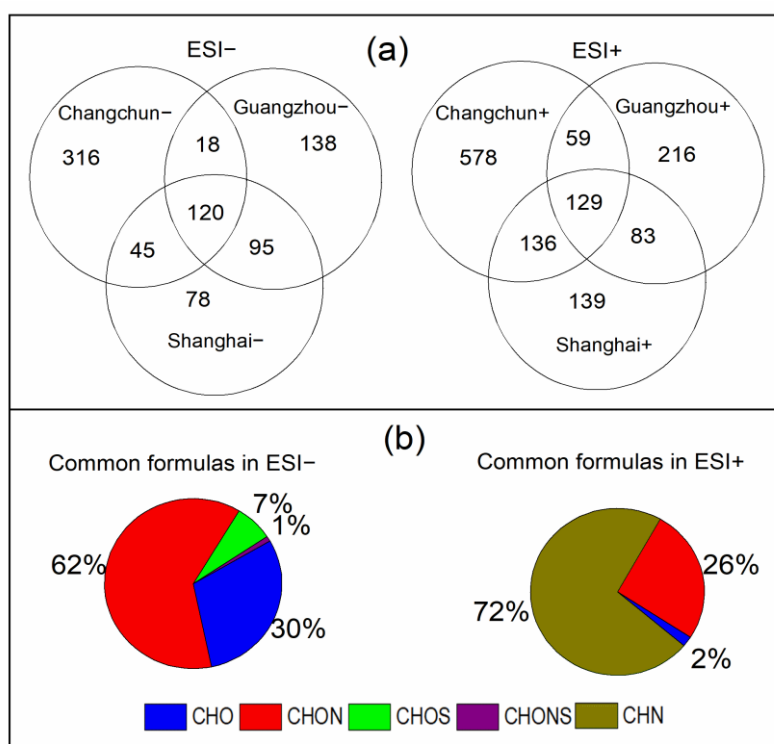 ESI−
(a)
ESI+
Changchun−
Guangzhou−
316
18
138
120
45
95
78
Shanghai−
Changchun+
Guangzhou+
578
59
216
129
136
83
139
Shanghai+
(b)
Common formulas in ESI−
Common formulas in ESI+
7%
1%
62%
30%
26%
72%
2%
CHO CHON CHOS CHONS CHN